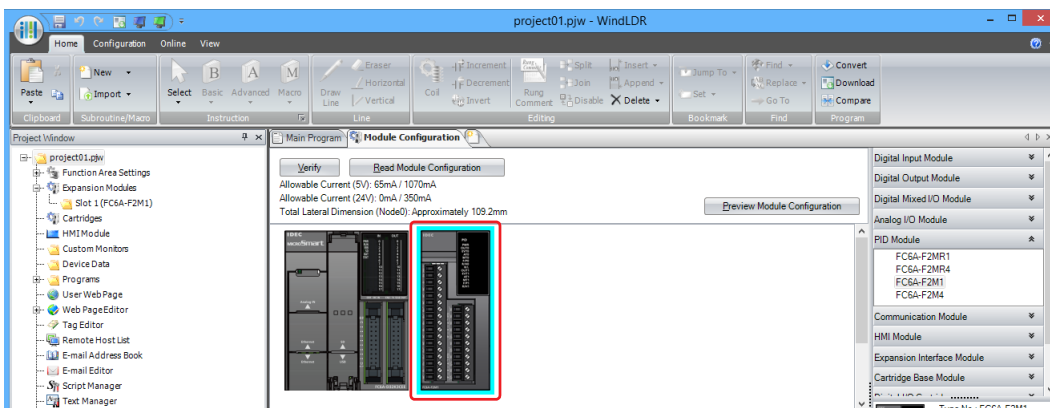 project01.pjw - WindLDR
Home Configuration Online View
Paste New Import Select Basic Advanced Macro Draw Line Eraser Horizontal Vertical Coil Increment Decrement Invert Rung Comment Split Join Disable Insert Append Delete Jump To Set Find Replace Go To Convert Download Compare
Clipboard Subroutine/Macro Instruction Line Editing Bookmark Find Program
Project Window
Main Program Module Configuration
project01.pjw
Function Area Settings
Expansion Modules
Slot 1 (FC6A-F2M1)
Cartridges
HMI Module
Custom Monitors
Device Data
Programs
User Web Page
Web Page Editor
Tag Editor
Remote Host List
E-mail Address Book
E-mail Editor
Script Manager
Text Manager
Verify Read Module Configuration
Allowable Current (5V): 65mA / 1070mA
Allowable Current (24V): 0mA / 350mA
Total Lateral Dimension (Node0): Approximately 109.2mm
Preview Module Configuration
IDEC
Digital Input Module
Digital Output Module
Digital Mixed I/O Module
Analog I/O Module
PID Module
FC6A-F2MR1
FC6A-F2MR4
FC6A-F2M1
FC6A-F2M4
Communication Module
HMI Module
Expansion Interface Module
Cartridge Base Module